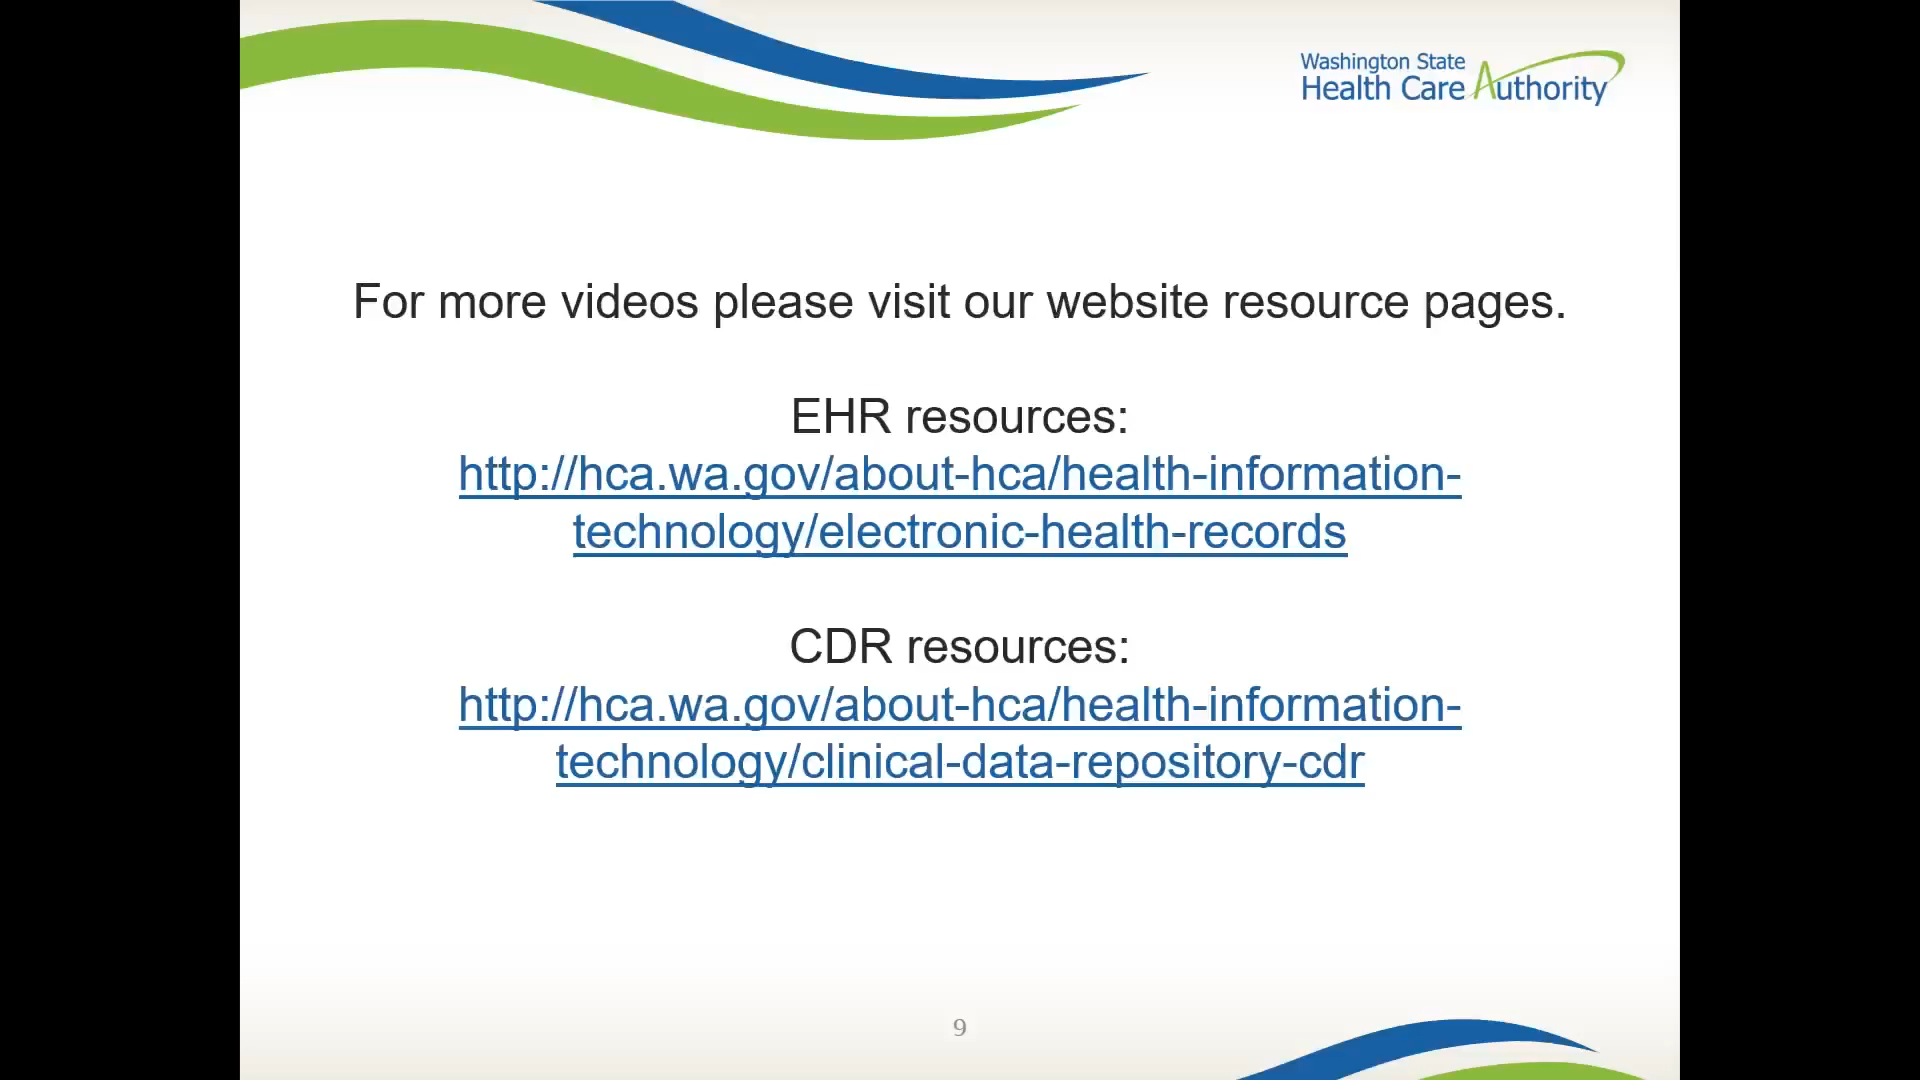 Washington State
Health Care Authority
For more videos please visit our website resource pages.
EHR resources:
http://hca.wa.gov/about-hca/health-information-
technology/electronic-health-records
CDR resources:
http://hca.wa.gov/about-hca/health-information-
technology/clinical-data-repository-cdr
9